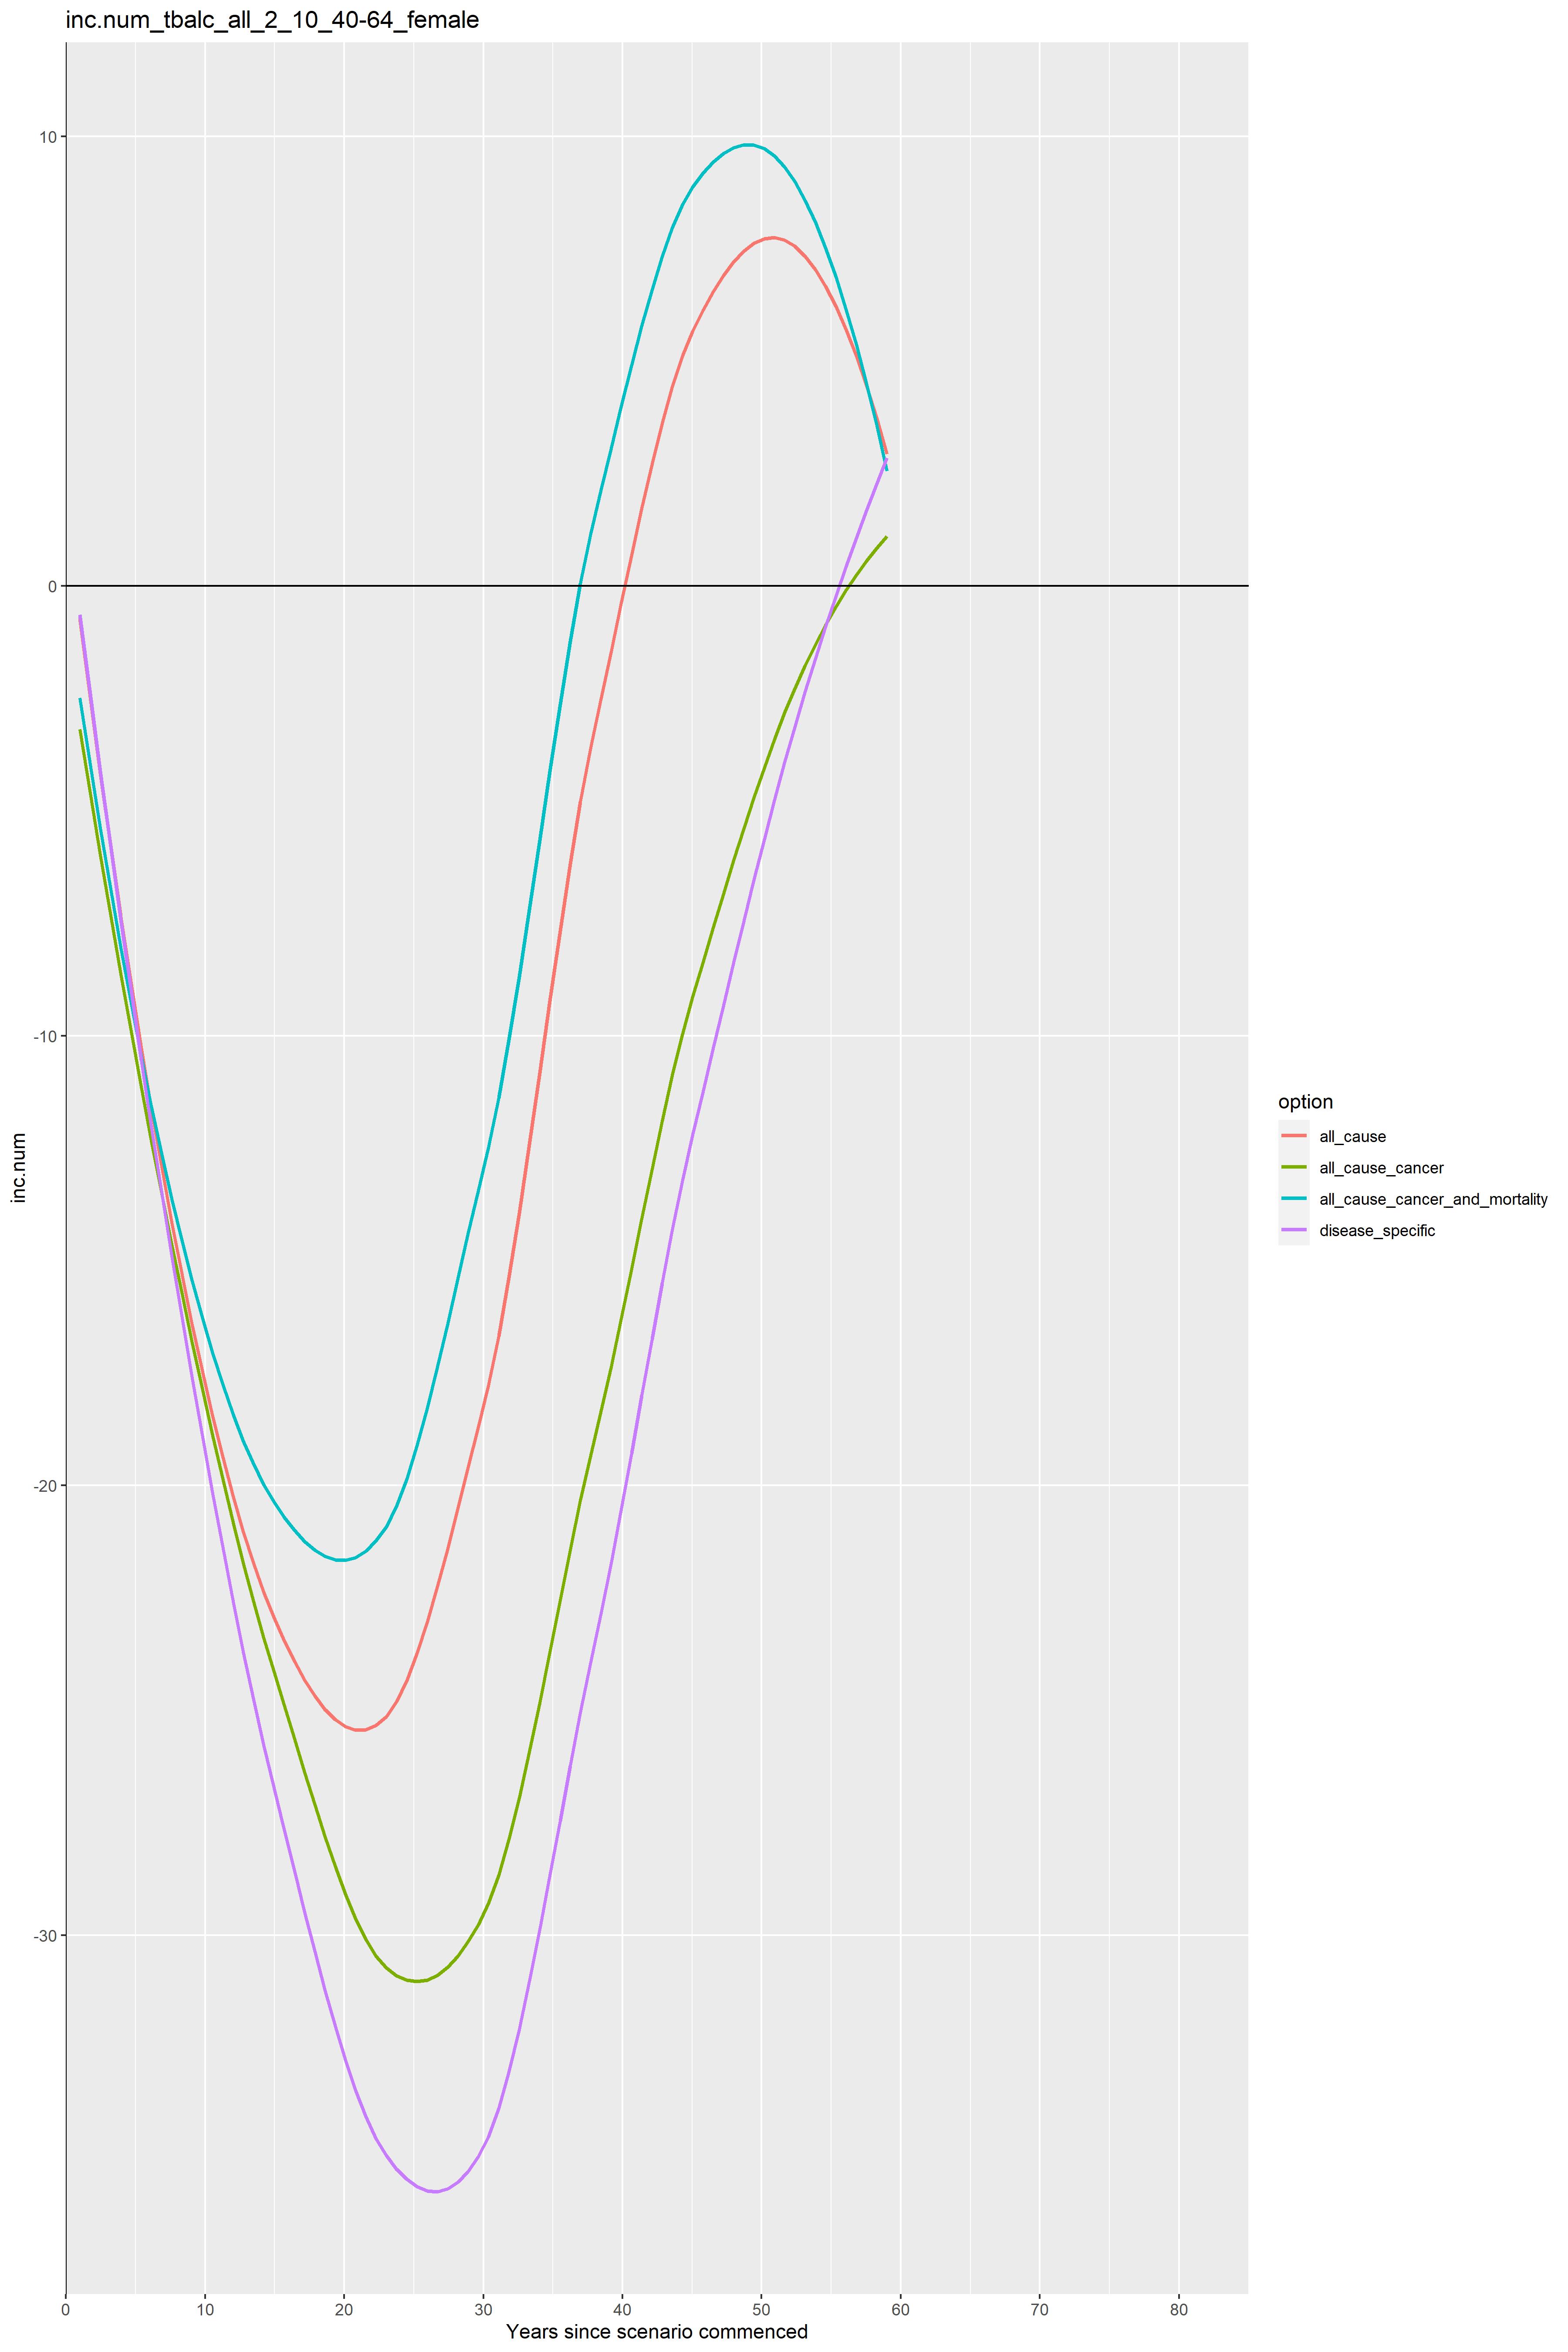 inc.num_tbalc_all_2_10_40-64_female
10
0
-10
-20
-30
inc.num
0 10 20 30 40 50 60 70 80
Years since scenario commenced
option
all_cause
all_cause_cancer
all_cause_cancer_and_mortality
disease_specific